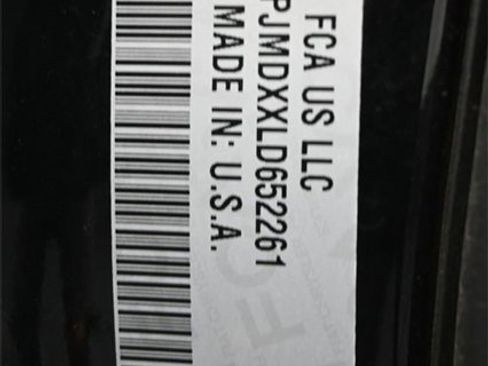 FCA US LLC
PJMDXXLD652261
MADE IN: U.S.A.